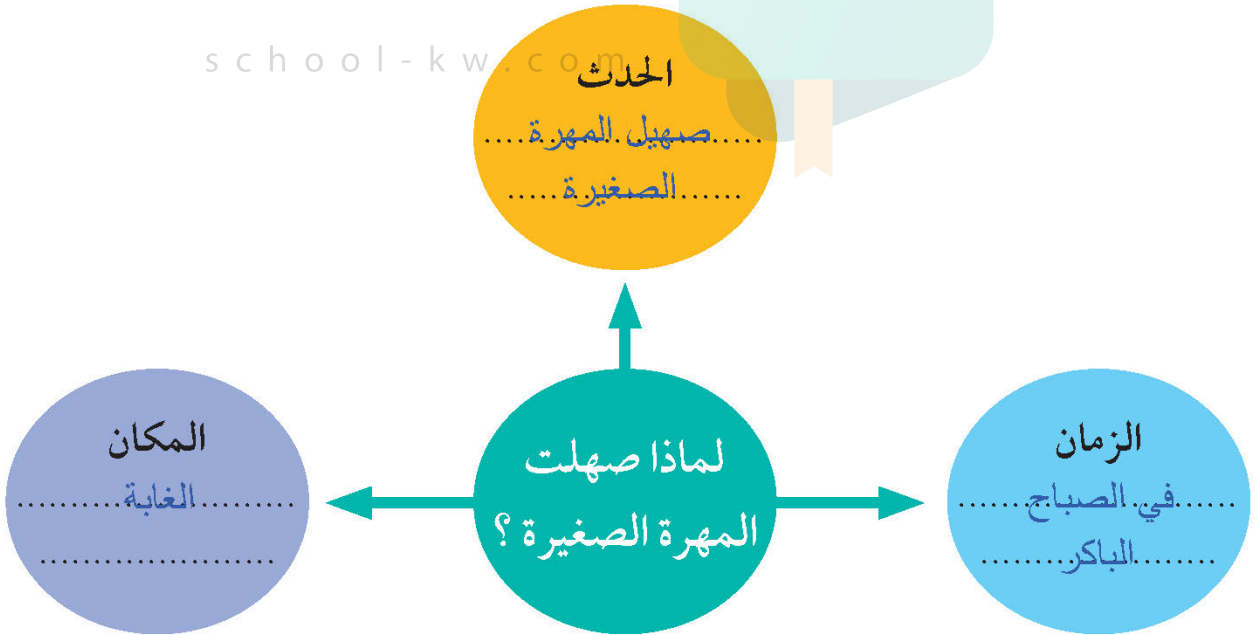 school-kw.com
الحدث
صهيل المهرة
الصغيرة
لماذا صهلت
المهرة الصغيرة ؟
الزمان
في الصباح
الباكر
المكان
الغابة